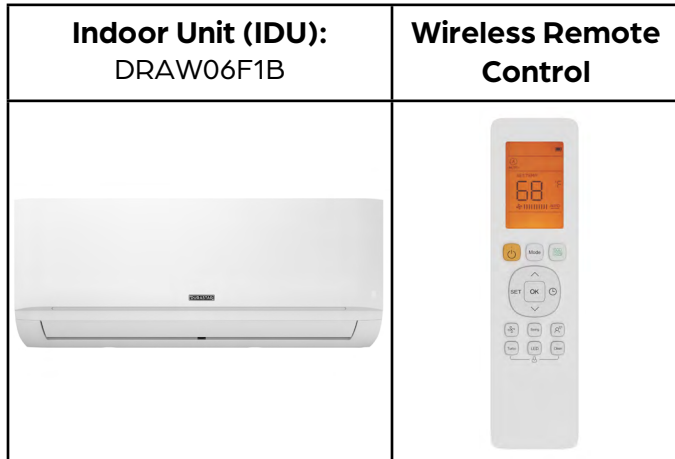 Indoor Unit (IDU):
DRAW06F1B
Wireless Remote
Control
68
Mode
SET
OK